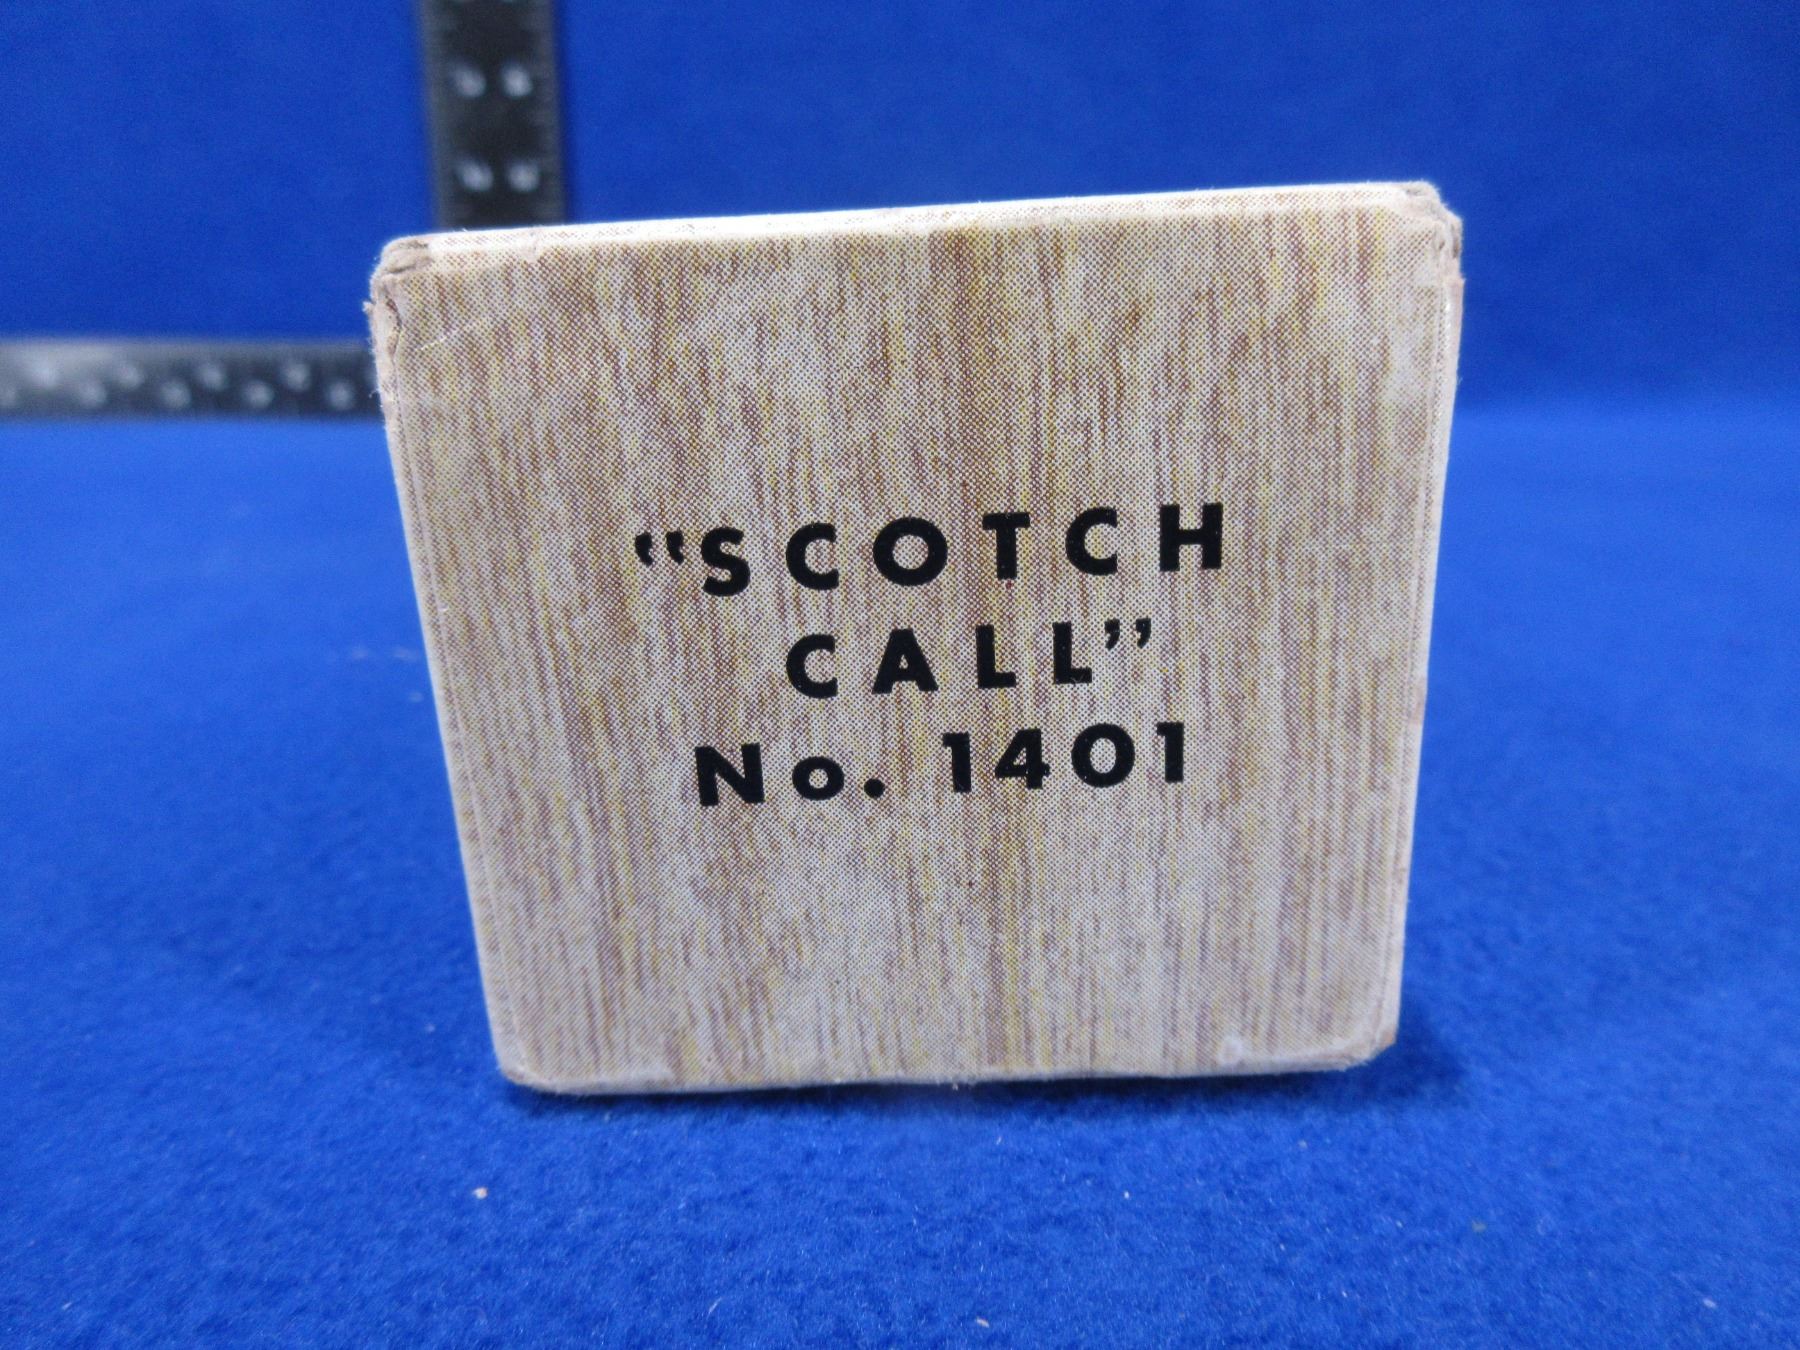 “SCOTCH
CALL”
No. 1401